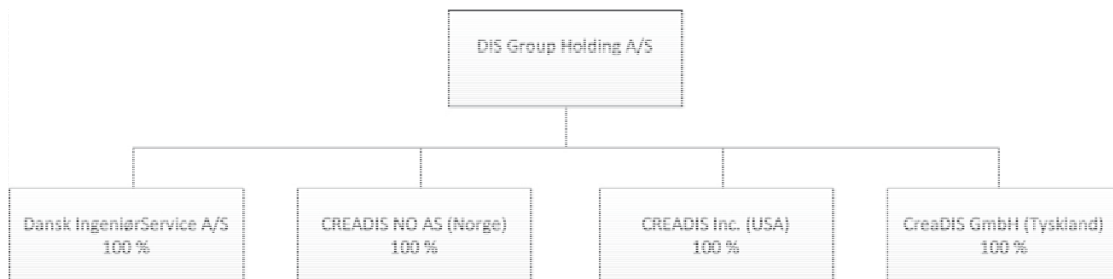 DIS Group Holding A/S
Dansk IngeniørService A/S
100 %
CREADIS NO AS (Norge)
100 %
CREADIS Inc. (USA)
100 %
CreaDIS GmbH (Tyskland)
100 %